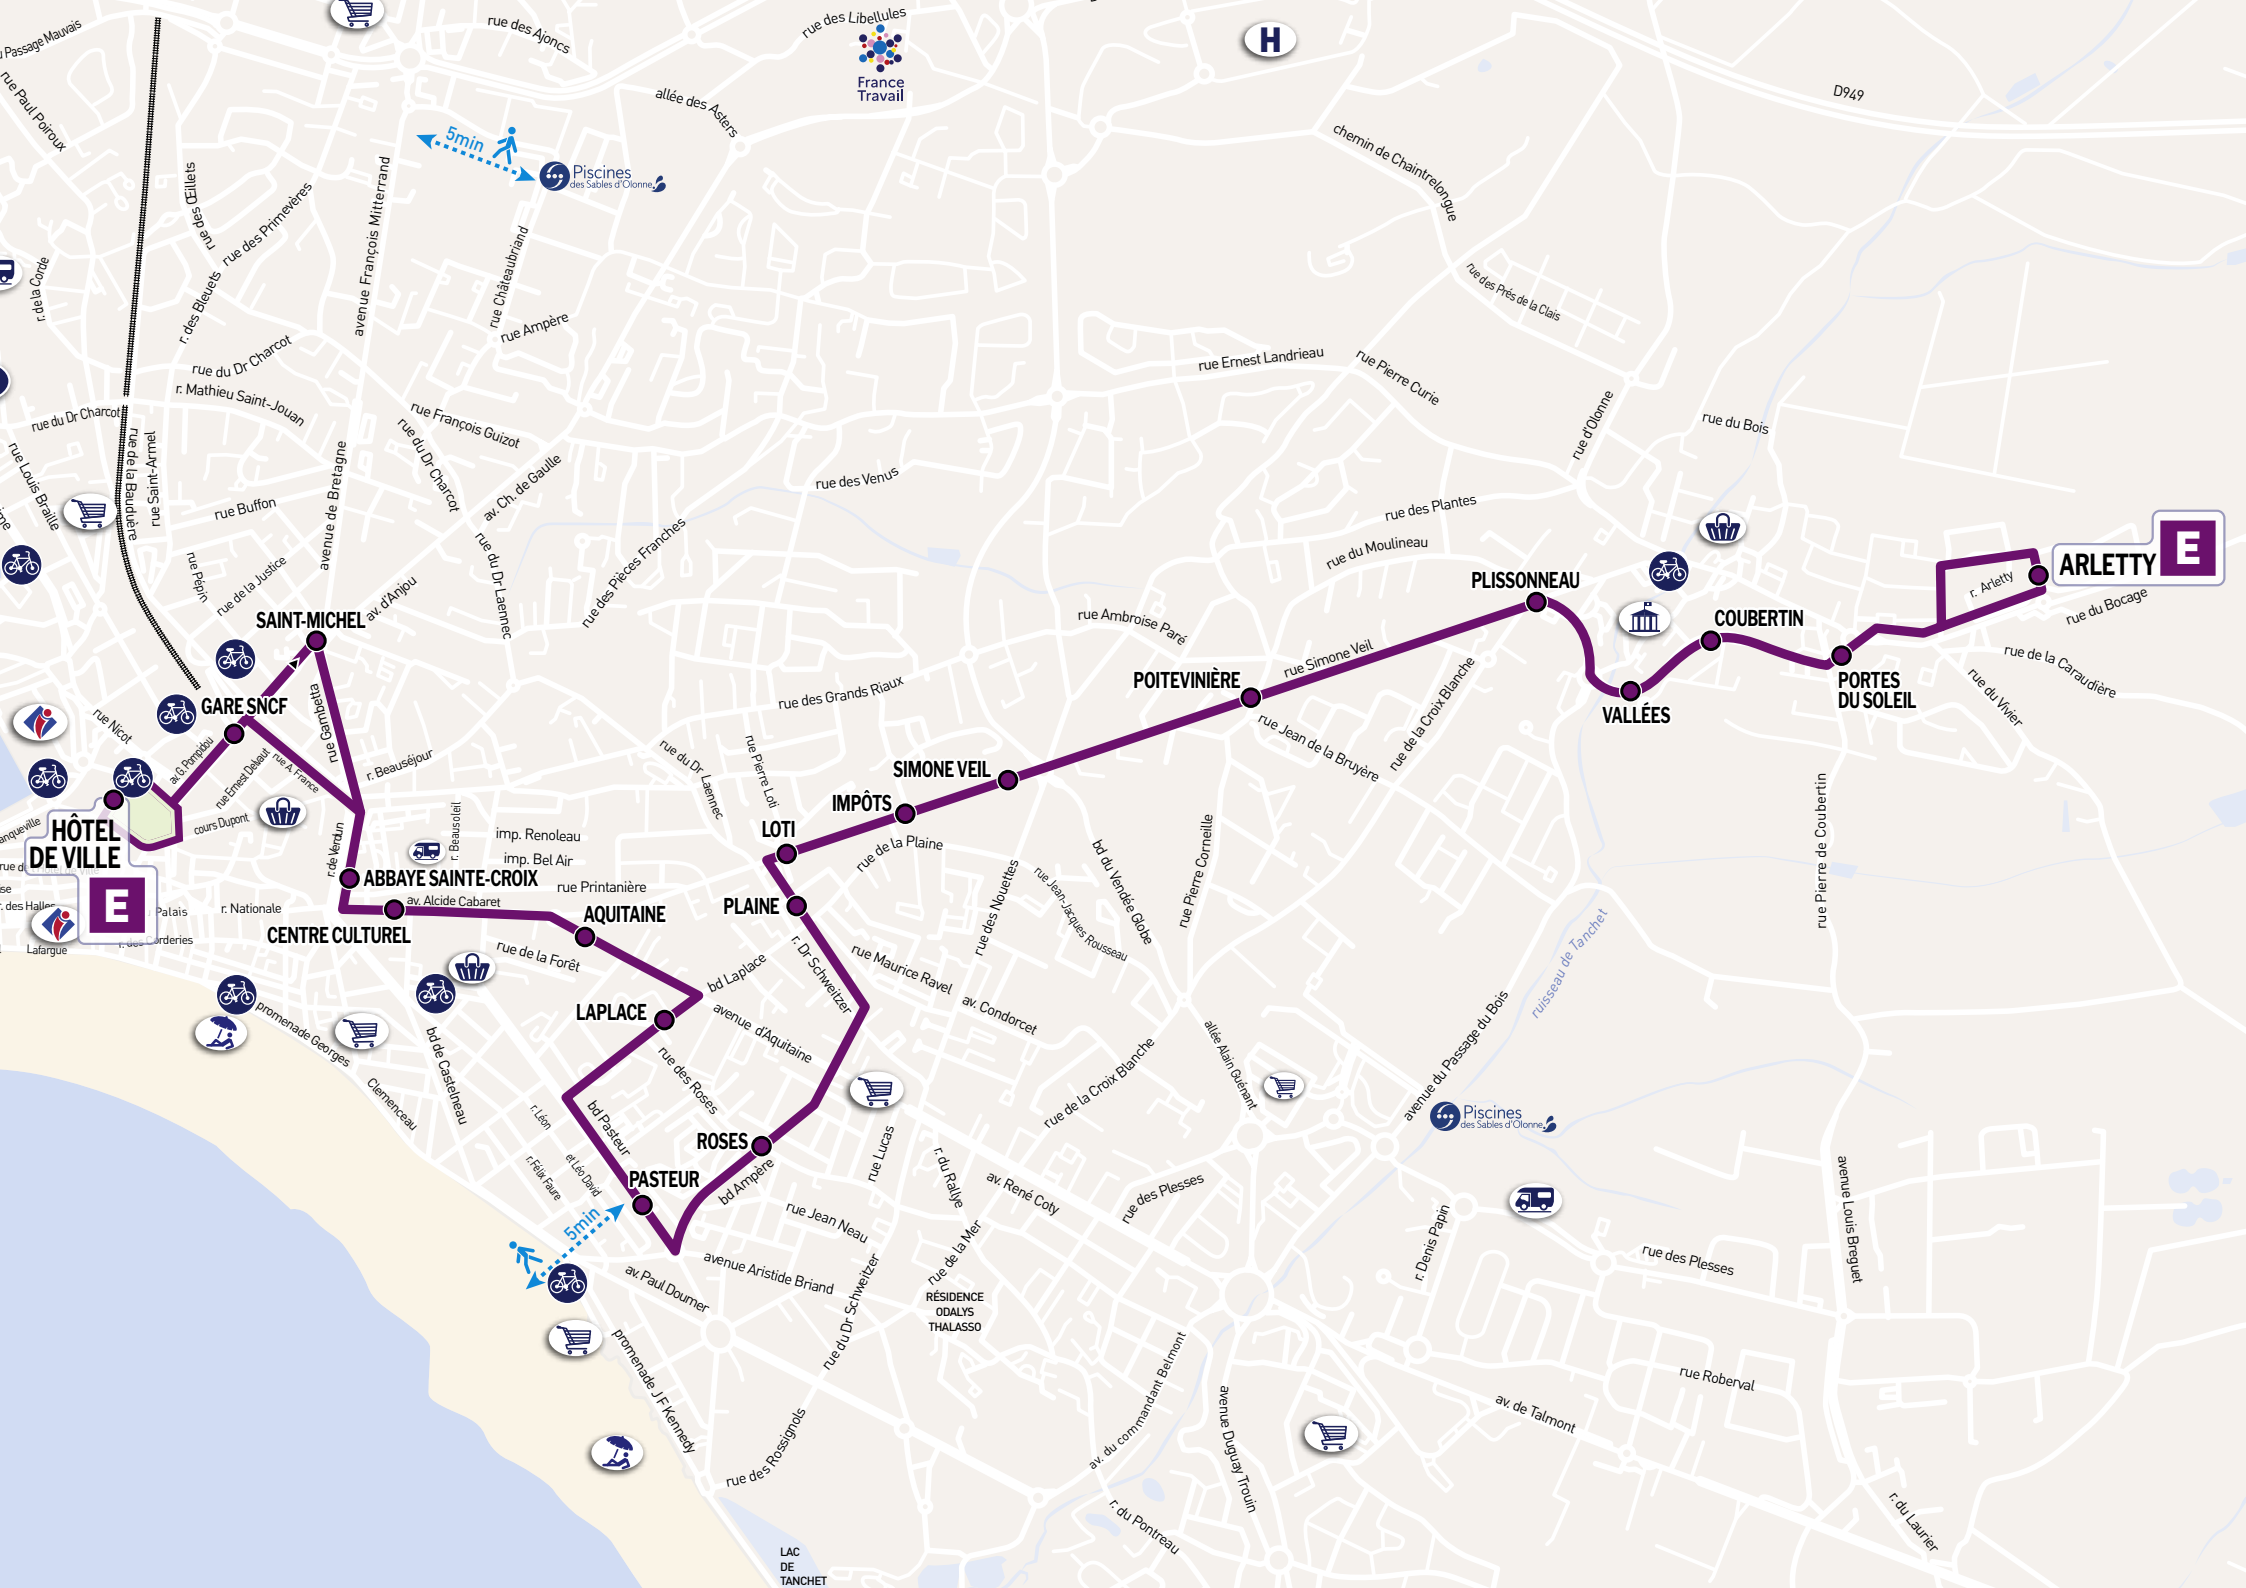 Passage Mauvais
rue des Ajoncs
rue des Libellules
H
France
Travail
D949
rue Paul Poiroux
allée des Asters
5min
Piscines
des Sables d'Olonne
chemin de Chaintrelongue
rue des Œillets
rue des Primevères
avenue François Mitterrand
rue Châteaubriand
r. de la Corde
r. des Bleuets
rue Ampère
rue des Prés de la Clais
rue du Dr Charcot
r. Mathieu Saint-Jouan
rue Ernest Landrieau
rue Pierre Curie
rue du Dr Charcot
rue François Guizot
rue du Dr Charcot
rue d'Olonne
rue du Bois
rue Louis Braille
rue de la Bauduère
rue Saint-Armel
avenue de Bretagne
av. Ch. de Gaulle
rue des Venus
rue Buffon
rue des Plantes
rue du Moulineau
rue Pépin
rue de la Justice
rue du Dr Laennec
rue des Pièces Franches
av. d'Anjou
PLISSONNEAU
ARLETTY
E
r. Arletty
rue du Bocage
SAINT-MICHEL
rue Ambroise Paré
COUBERTIN
rue Simone Veil
rue de la Croix Blanche
rue de la Caraudière
rue du Vivier
PORTES
DU SOLEIL
VALLÉES
POITEVINIÈRE
rue des Grands Riaux
GARE SNCF
rue Gambetta
rue Nicot
av. G. Pompidou
rue Ernest Delvaut
rue A. France
r. Beauséjour
rue du Dr Laennec
rue Pierre Loti
rue Jean de la Bruyère
SIMONE VEIL
IMPÔTS
LOTI
rue de la Plaine
HÔTEL
DE VILLE
E
cours Dupont
r. de Verdun
r. Beausoleil
imp. Renoleau
imp. Bel Air
ABBAYE SAINTE-CROIX
rue Printanière
av. Alcide Cabaret
AQUITAINE
CENTRE CULTUREL
r. Nationale
r. des Halles
Palais
r. des Corderies
Lafargue
PLAINE
rue des Nouettes
rue Jean-Jacques Rousseau
bd du Vendée Globe
rue Pierre Corneille
rue Pierre de Coubertin
ruisseau de Tanchet
rue de la Forêt
bd Laplace
r. Dr Schweitzer
rue Maurice Ravel
av. Condorcet
LAPLACE
avenue d'Aquitaine
promenade Georges
Clemenceau
bd de Castelneau
rue des Roses
rue de la Croix Blanche
allée Alain Guénant
avenue du Passage du Bois
Piscines
des Sables d'Olonne
r. Léon
et Léo David
r. Félix Faure
bd Pasteur
ROSES
bd Ampère
PASTEUR
5min
rue Lucas
r. du Rallye
av. René Coty
rue des Plesses
avenue Louis Breguet
rue Jean Neau
rue de la Mer
r. Denis Papin
rue des Plesses
avenue Aristide Briand
av. Paul Doumer
rue du Dr Schweitzer
RÉSIDENCE
ODALYS
THALASSO
promenade J F Kennedy
rue des Rossignols
av. du commandant Belmont
avenue Duguay Trouin
rue Roberval
av. de Talmont
r. du Pontreau
r. du Laurier
LAC
DE
TANCHET